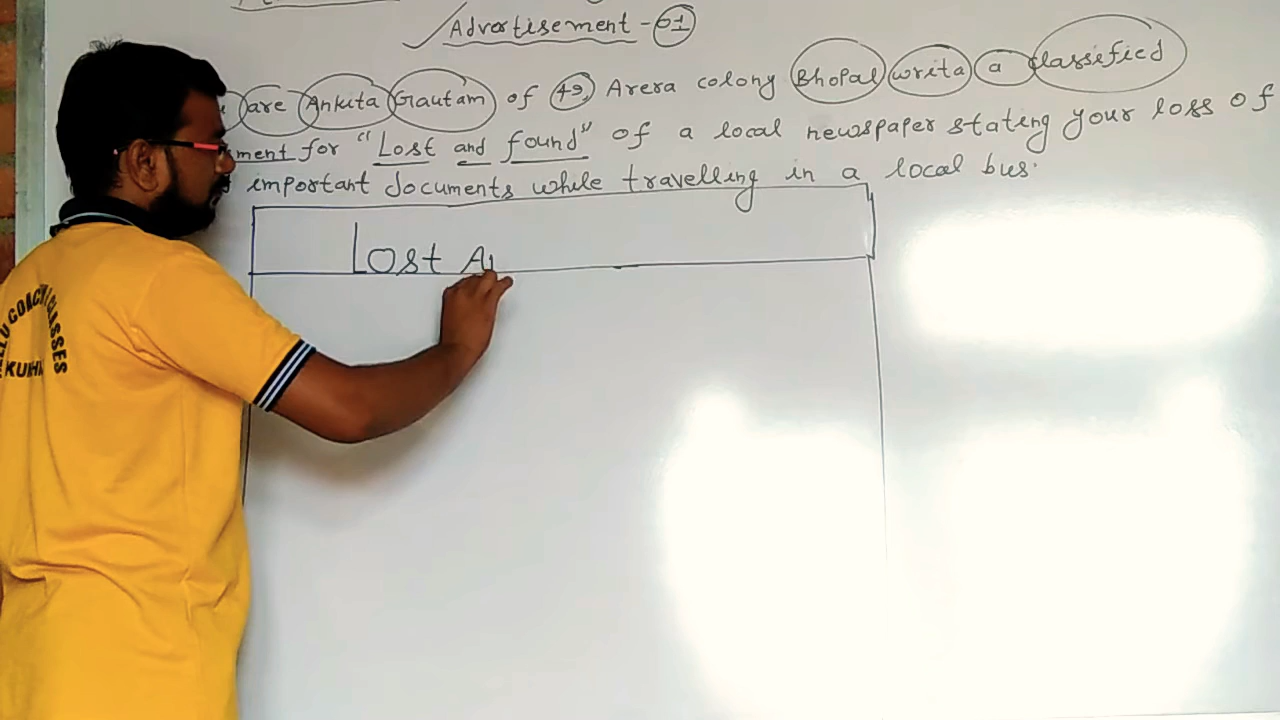 Advertisement - 01
are Ankita Gautam of 49, Arera colony Bhopal write a classified
ment for "Lost and found" of a local newspaper stating your loss of
important documents while travelling in a local bus.
Lost A
CLASSES